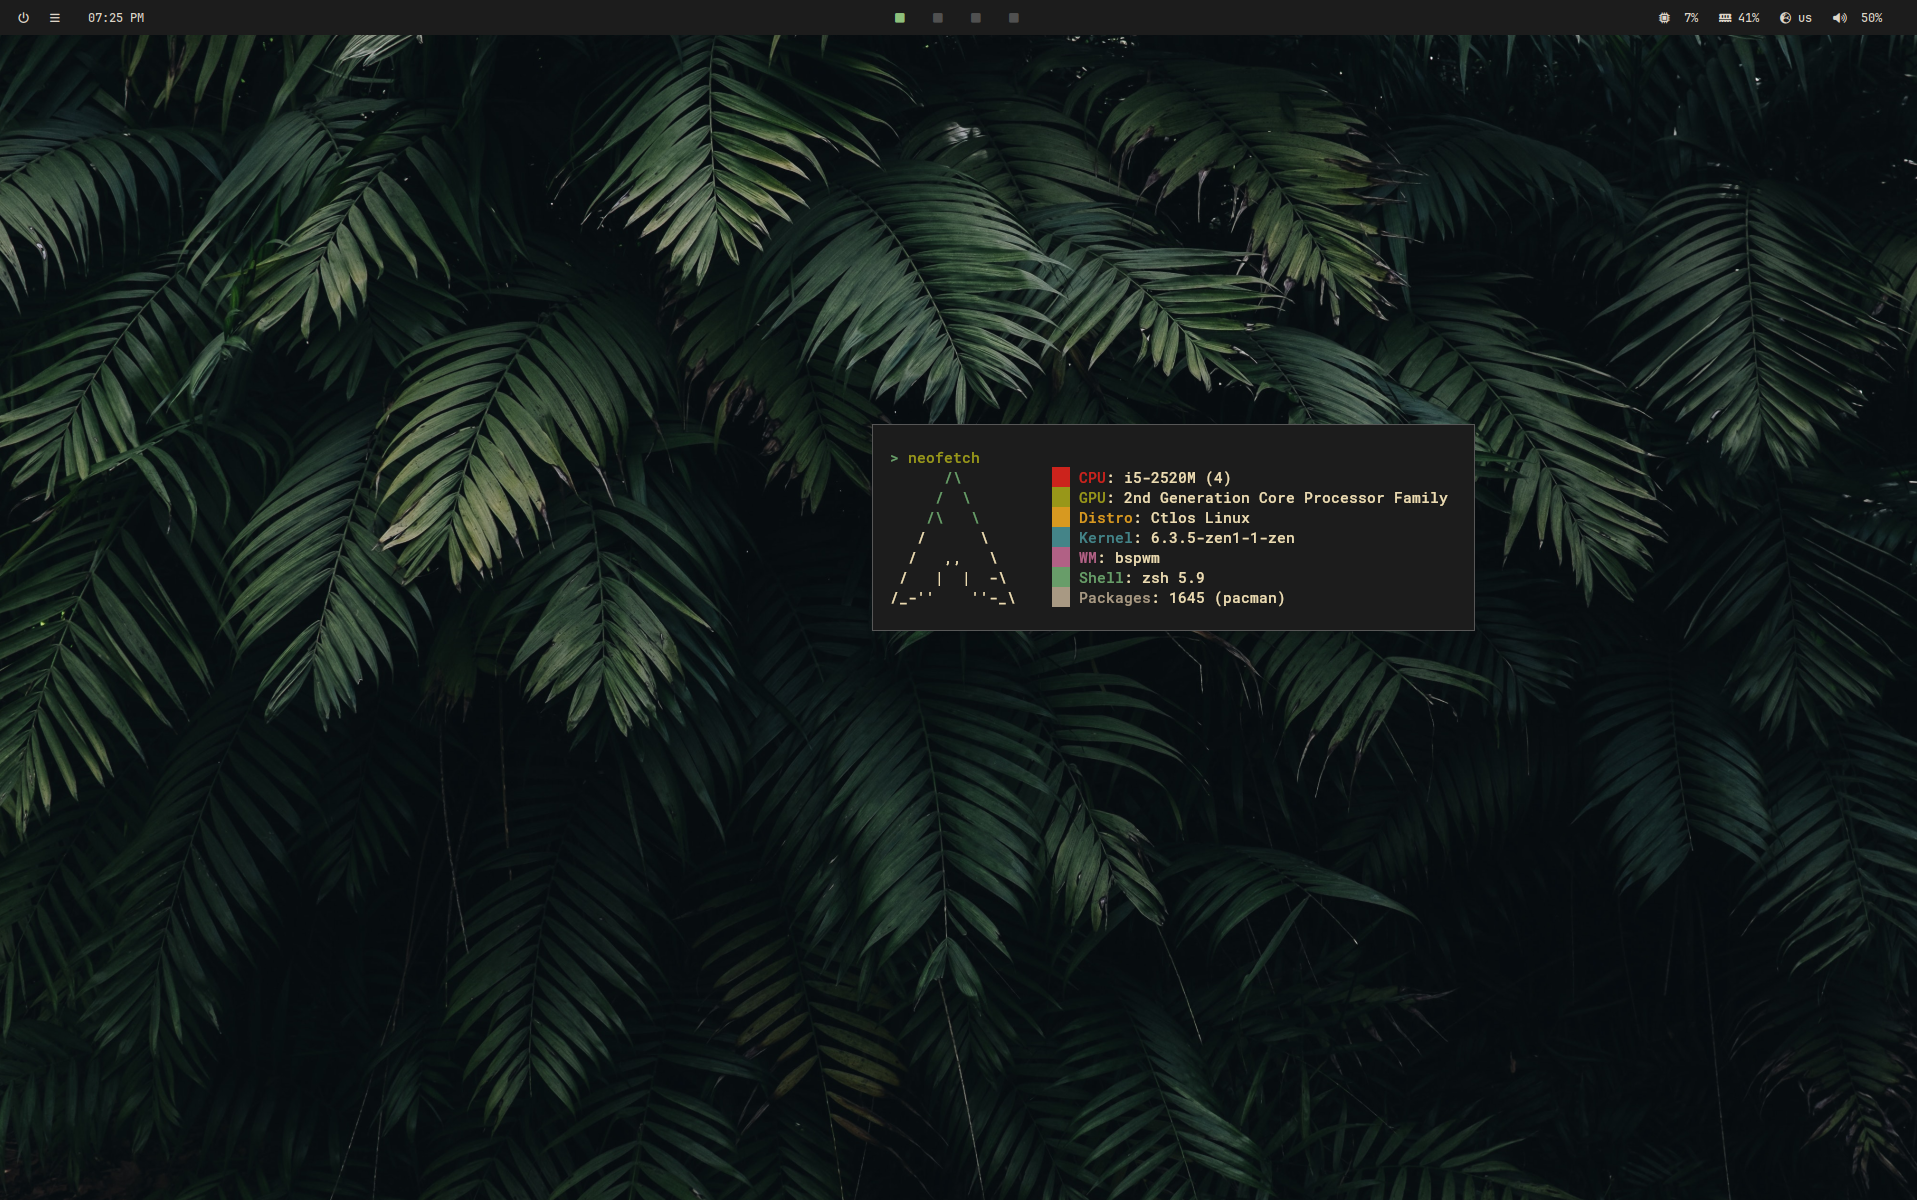 07:25 PM
7% 41% us 50%
> neofetch
CPU: i5-2520M (4)
GPU: 2nd Generation Core Processor Family
Distro: Ctlos Linux
Kernel: 6.3.5-zen1-1-zen
WM: bspwm
Shell: zsh 5.9
Packages: 1645 (pacman)